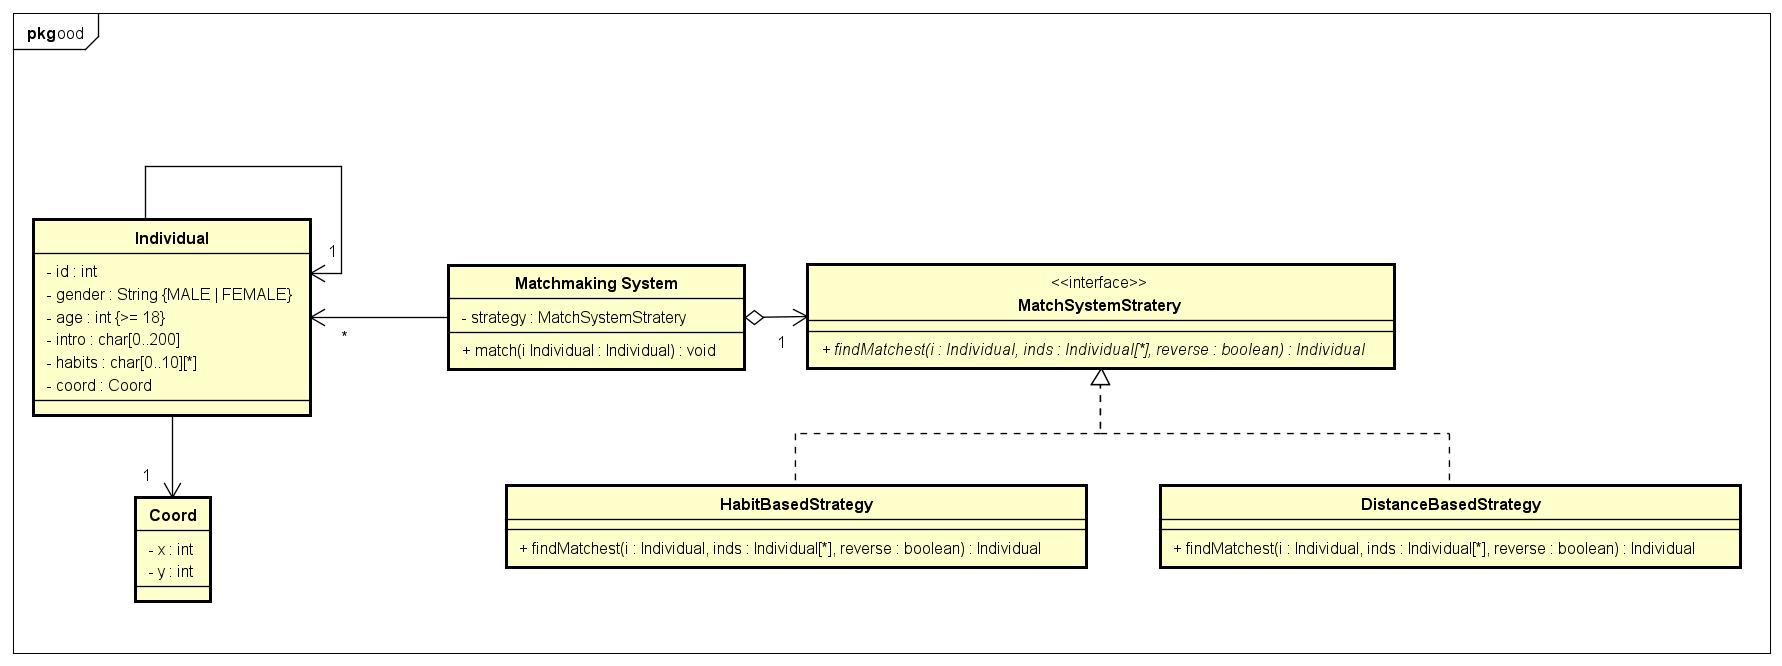 pkgood
1
Individual
- id : int
- gender : String {MALE | FEMALE}
- age : int {>= 18}
- intro : char[0..200]
- habits : char[0..10][*]
- coord : Coord
*
Matchmaking System
- strategy : MatchSystemStratery
+ match(i Individual : Individual) : void
1
<<interface>>
MatchSystemStratery
+ findMatchest(i : Individual, inds : Individual[*], reverse : boolean) : Individual
1
Coord
- x : int
- y : int
HabitBasedStrategy
+ findMatchest(i : Individual, inds : Individual[*], reverse : boolean) : Individual
DistanceBasedStrategy
+ findMatchest(i : Individual, inds : Individual[*], reverse : boolean) : Individual